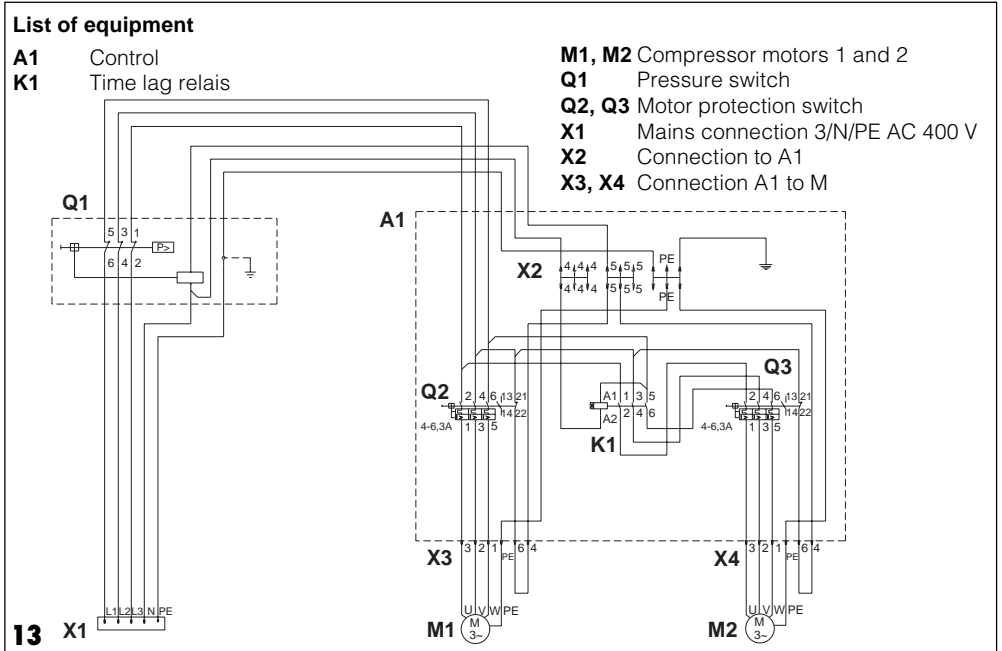 List of equipment
A1 Control
K1 Time lag relais
M1, M2 Compressor motors 1 and 2
Q1 Pressure switch
Q2, Q3 Motor protection switch
X1 Mains connection 3/N/PE AC 400 V
X2 Connection to A1
X3, X4 Connection A1 to M
Q1
5 3 1
P>
6 4 2
A1
X2
4 4 4 5 5 5 PE
4 4 4 5 5 5 PE
Q2
2 4 6 13 21
14 22
4-6,3A
1 3 5
A1 1 3 5
A2 2 4 6
K1
Q3
2 4 6 13 21
14 22
4-6,3A
1 3 5
X3
3 2 1 PE 6 4
X4
3 2 1 PE 6 4
L1 L2 L3 N PE
X1
U V W PE
M1
M
3~
U V W PE
M2
M
3~
13